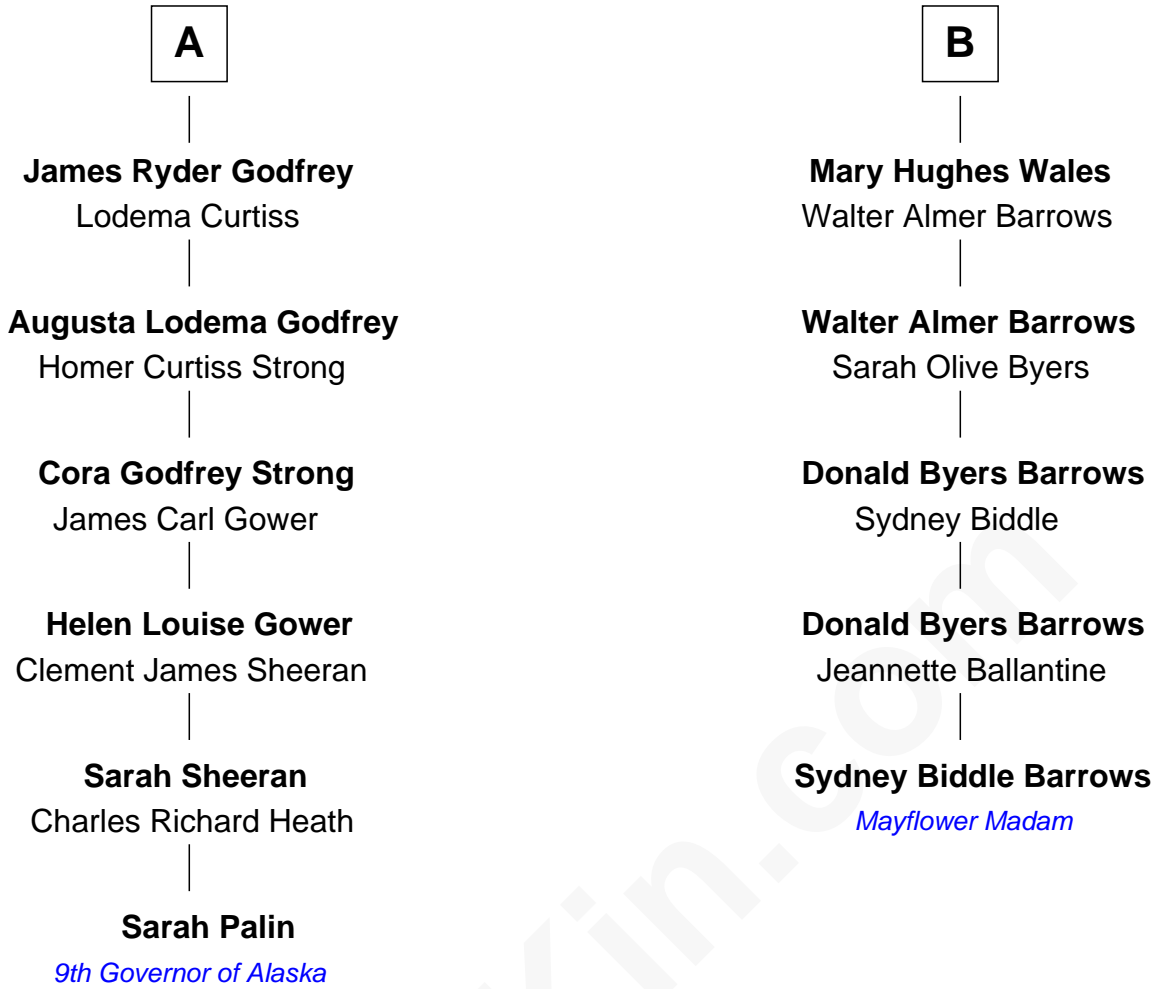 A
James Ryder Godfrey
Lodema Curtiss
Augusta Lodema Godfrey
Homer Curtiss Strong
Cora Godfrey Strong
James Carl Gower
Helen Louise Gower
Clement James Sheeran
Sarah Sheeran
Charles Richard Heath
Sarah Palin
9th Governor of Alaska
B
Mary Hughes Wales
Walter Almer Barrows
Walter Almer Barrows
Sarah Olive Byers
Donald Byers Barrows
Sydney Biddle
Donald Byers Barrows
Jeannette Ballantine
Sydney Biddle Barrows
Mayflower Madam
Kin.com